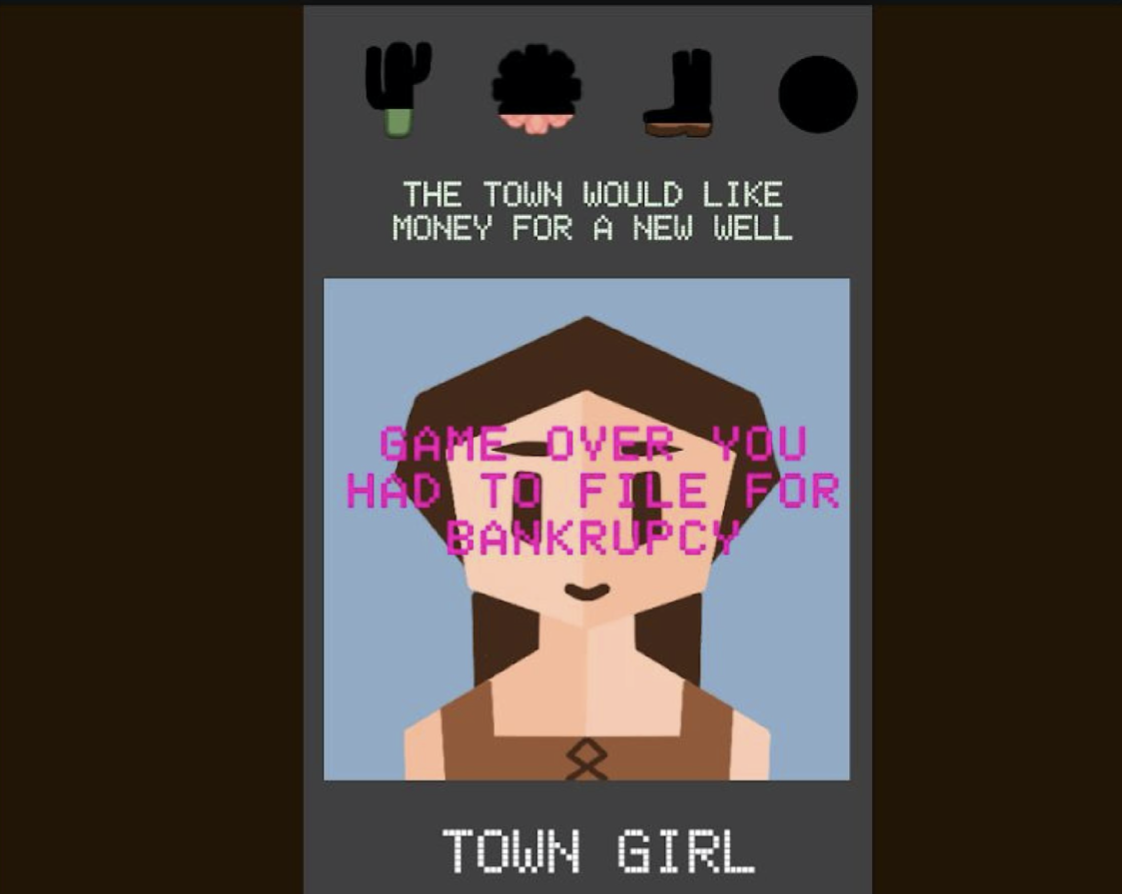 THE TOWN WOULD LIKE
MONEY FOR A NEW WELL
GAME OVER YOU
HAD TO FILE FOR
BANKRUPCY
TOWN GIRL